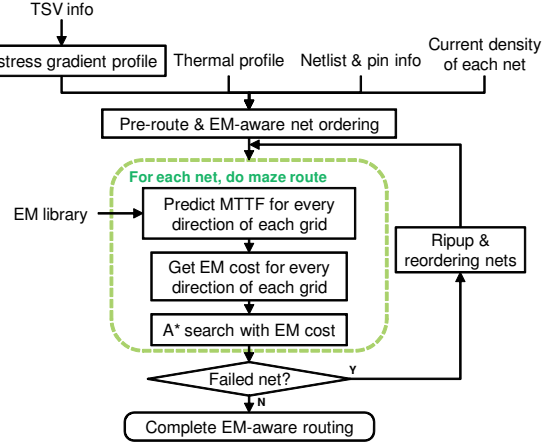 TSV info
stress gradient profile
Thermal profile
Netlist & pin info
Current density
of each net
Pre-route & EM-aware net ordering
For each net, do maze route
EM library
Predict MTTF for every
direction of each grid
Get EM cost for every
direction of each grid
A* search with EM cost
Ripup &
reordering nets
Failed net?
Y
N
Complete EM-aware routing